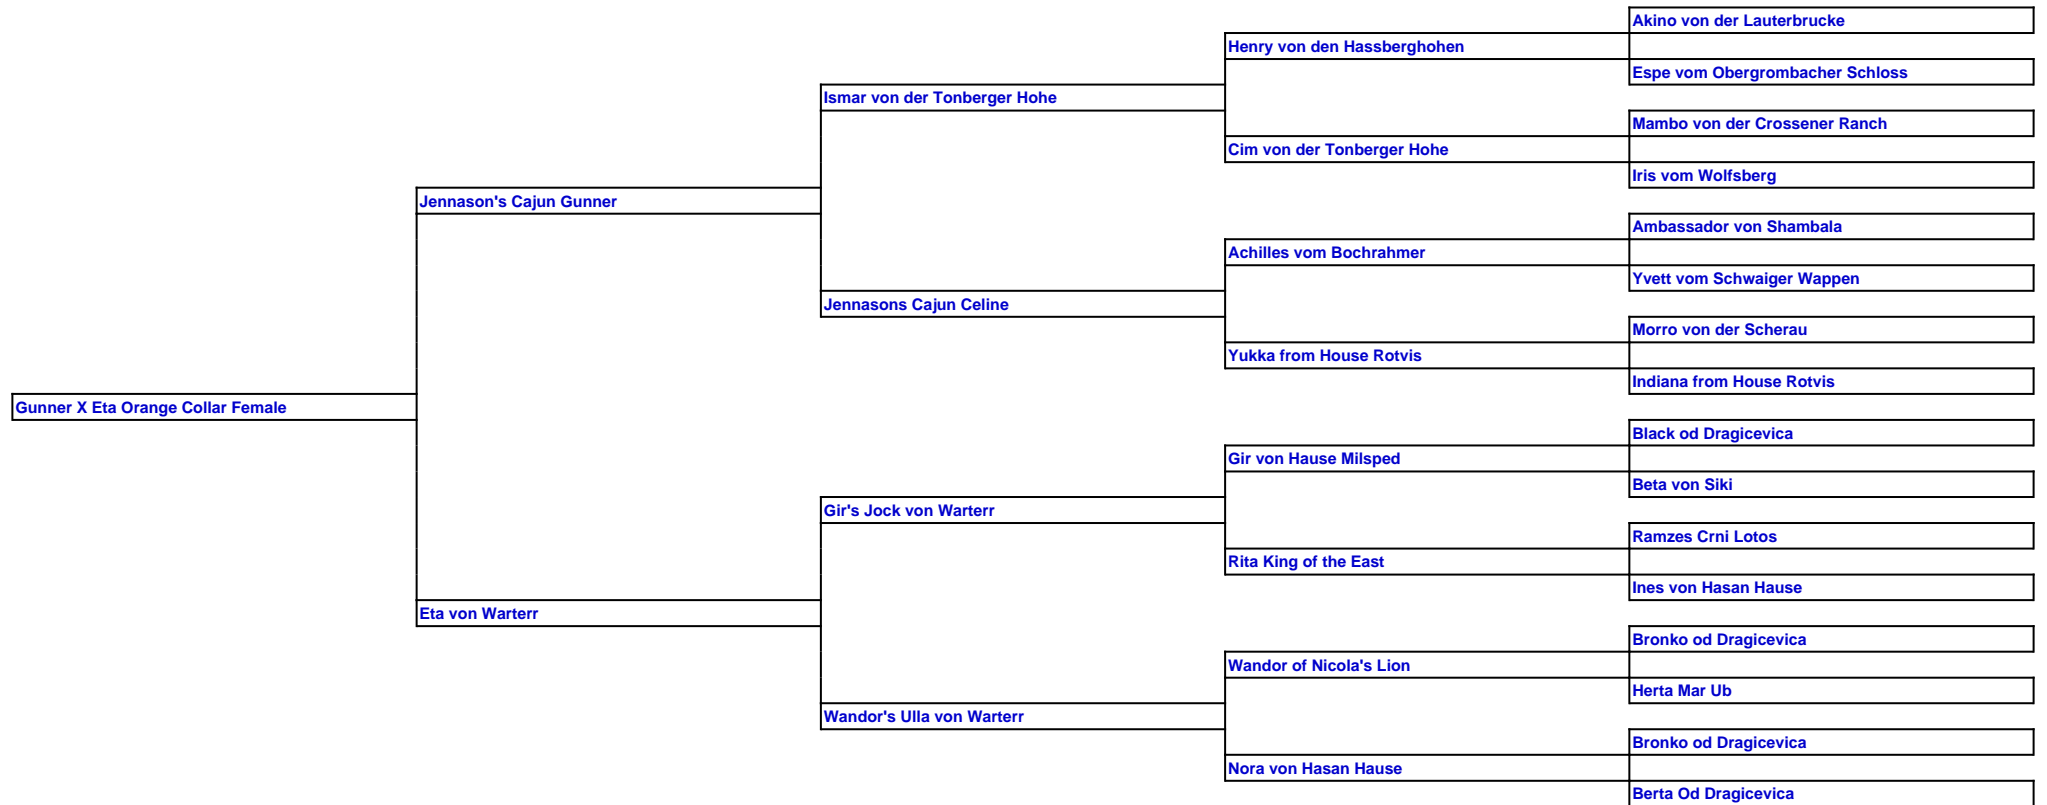 Akino von der Lauterbrucke
Henry von den Hassberghohen
Espe vom Obergrombacher Schloss
Ismar von der Tonberger Hohe
Mambo von der Crossener Ranch
Cim von der Tonberger Hohe
Iris vom Wolfsberg
Jennason's Cajun Gunner
Ambassador von Shambala
Achilles vom Bochrahmer
Yvett vom Schwaiger Wappen
Jennasons Cajun Celine
Morro von der Scherau
Yukka from House Rotvis
Indiana from House Rotvis
Gunner X Eta Orange Collar Female
Black od Dragicevica
Gir von Hause Milsped
Beta von Siki
Gir's Jock von Warterr
Ramzes Crni Lotos
Rita King of the East
Ines von Hasan Hause
Eta von Warterr
Bronko od Dragicevica
Wandor of Nicola's Lion
Herta Mar Ub
Wandor's Ulla von Warterr
Bronko od Dragicevica
Nora von Hasan Hause
Berta Od Dragicevica